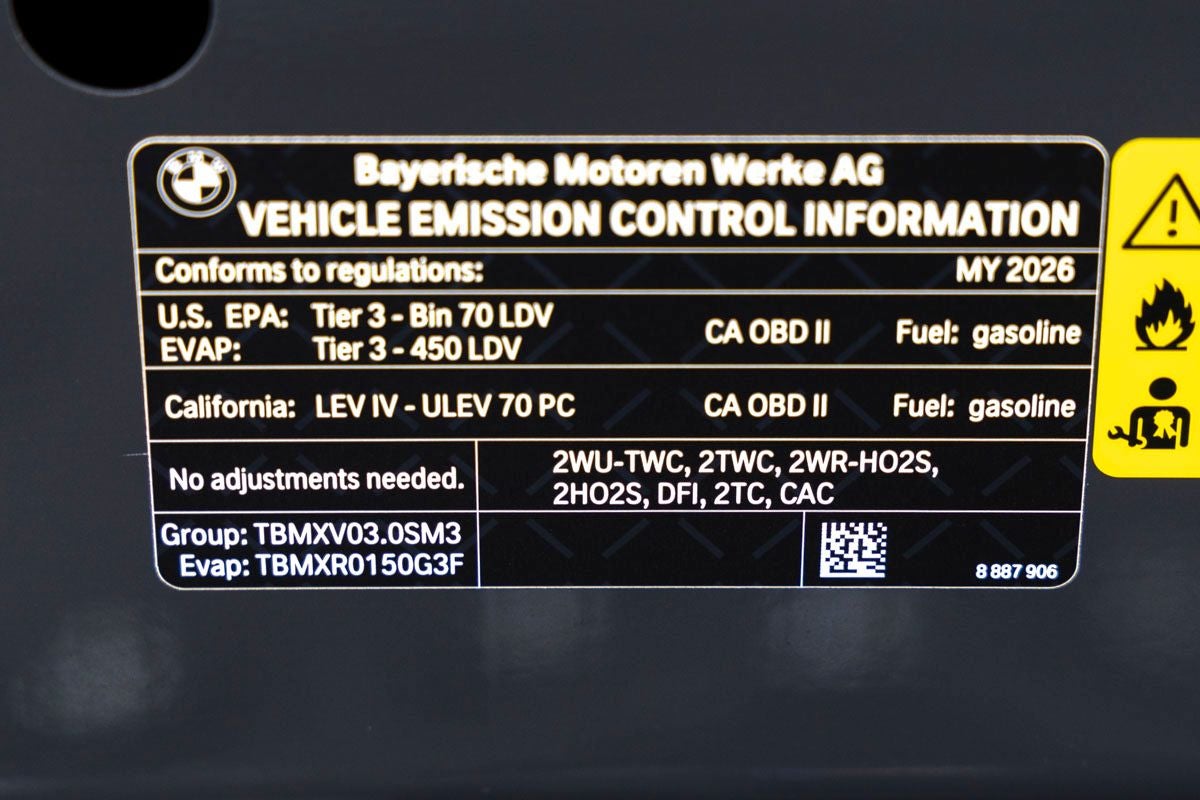 Bayerische Motoren Werke AG
VEHICLE EMISSION CONTROL INFORMATION
Conforms to regulations: MY 2026
U.S. EPA: Tier 3 - Bin 70 LDV
EVAP: Tier 3 - 450 LDV
CA OBD II Fuel: gasoline
California: LEV IV - ULEV 70 PC CA OBD II Fuel: gasoline
No adjustments needed.
2WU-TWC, 2TWC, 2WR-HO2S,
2HO2S, DFI, 2TC, CAC
Group: TBMXV03.0SM3
Evap: TBMXR0150G3F
8 887 906